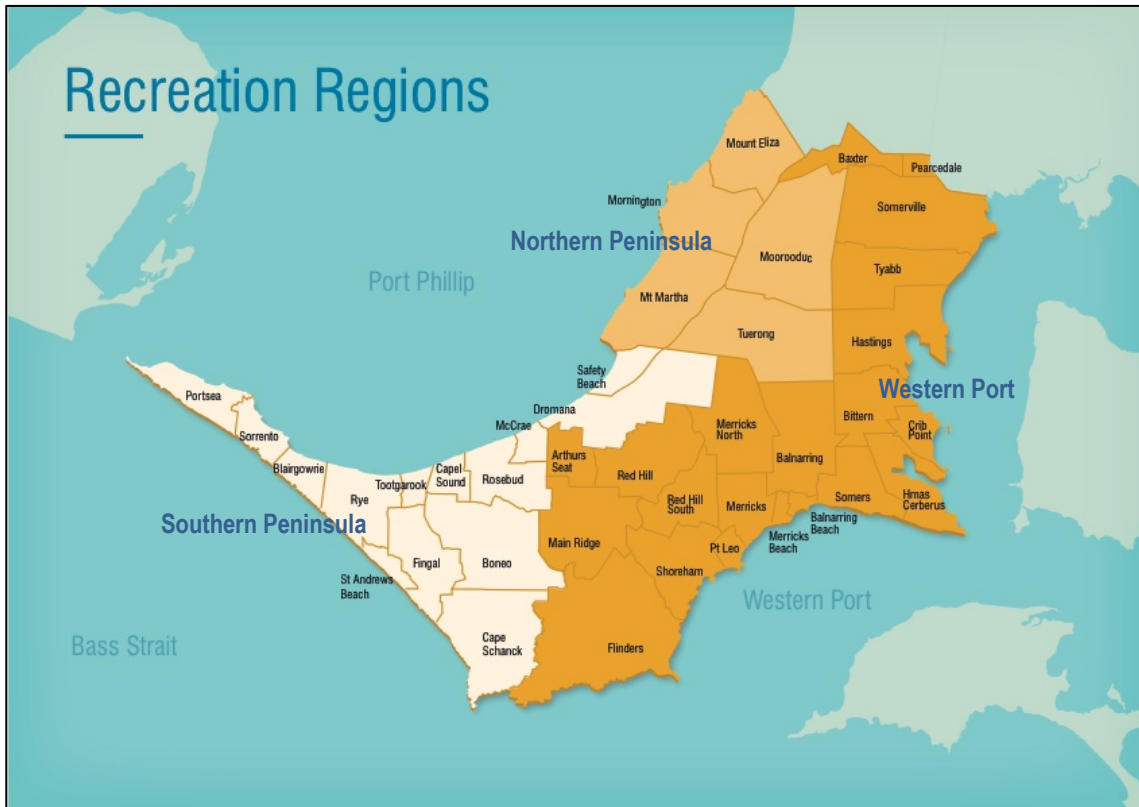 Recreation Regions
Mount Eliza
Baxter
Pearcedale
Mornington
Somerville
Northern Peninsula
Moorooduc
Tyabb
Port Phillip
Mt Martha
Tuerong
Hastings
Safety
Beach
Western Port
Portsea
Dromana
Bittern
McCrae
Merricks
North
Crib
Point
Sorrento
Arthurs
Seat
Balnarring
Blairgowrie
Capel
Sound
Red Hill
Tootgarook
Rosebud
Rye
Red Hill
South
Merricks
Somers
Hmas
Cerberus
Southern Peninsula
Balnarring
Beach
Merricks
Beach
Main Ridge
Pt Leo
Fingal
Boneo
Shoreham
St Andrews
Beach
Western Port
Bass Strait
Cape
Schanck
Flinders